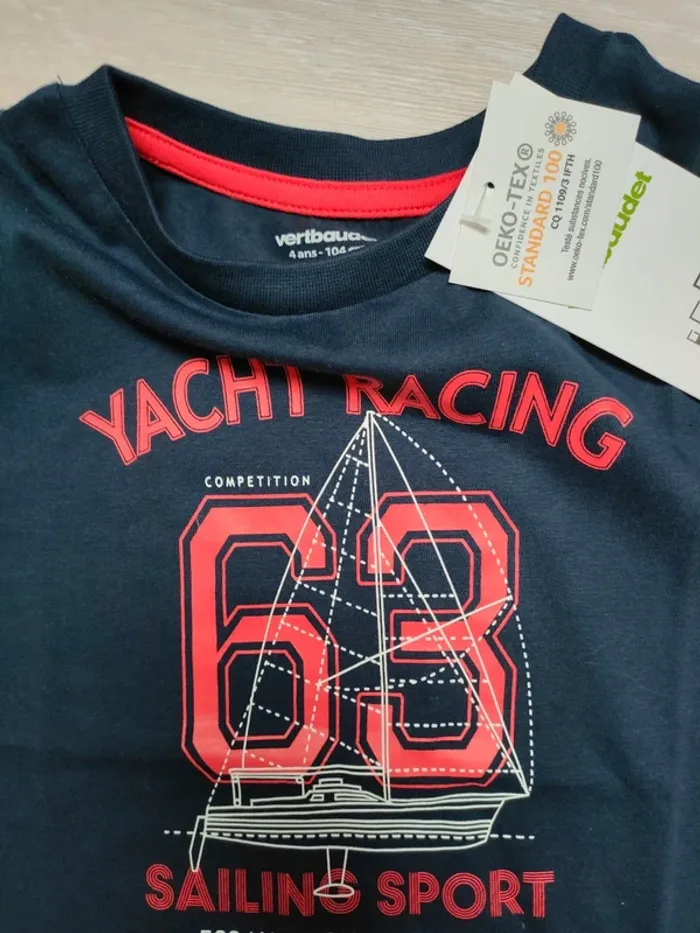 OEKO-TEX®
CONFIDENCE IN TEXTILES
STANDARD 100
CQ 1109/3 IFTH
Testé substances nocives.
www.oeko-tex.com/standard100
4 ans - 104
YACHT RACING
COMPETITION
63
SAILING SPORT